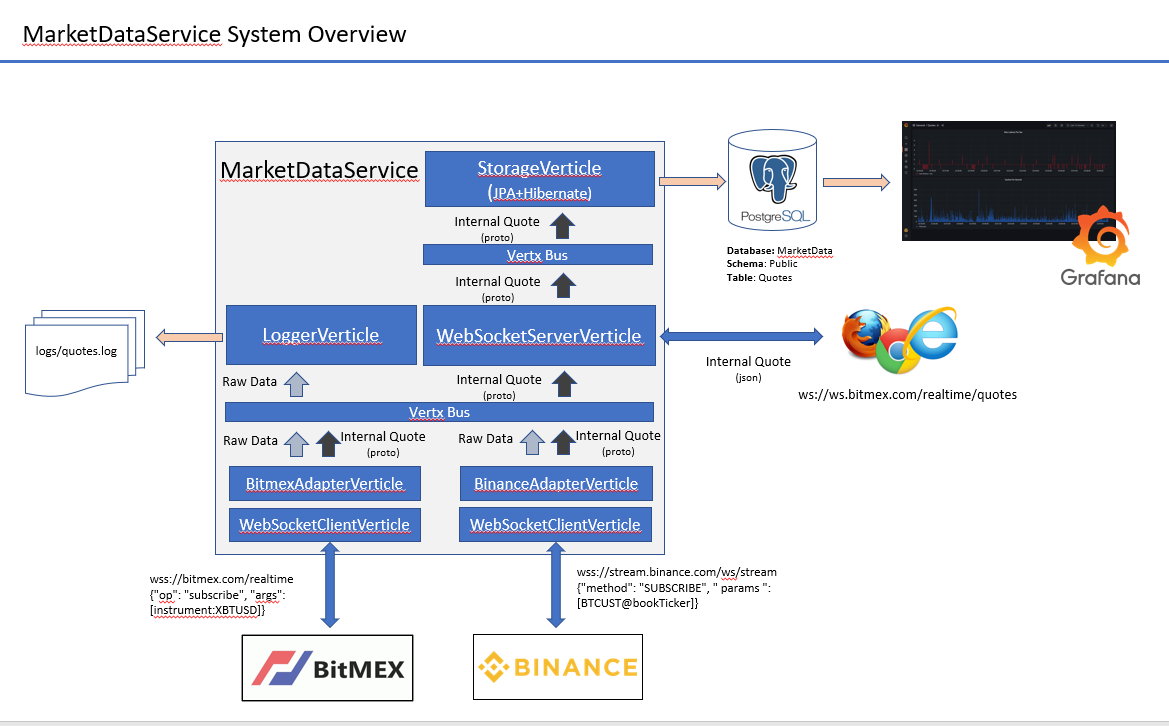 MarketDataService System Overview
MarketDataService
StorageVerticle
(JPA+Hibernate)
Internal Quote
(proto)
Vertx Bus
Internal Quote
(proto)
PostgreSQL
Database: MarketData
Schema: Public
Table: Quotes
Grafana
logs/quotes.log
LoggerVerticle
WebSocketServerVerticle
Internal Quote
(json)
ws://ws.bitmex.com/realtime/quotes
Raw Data
Internal Quote
(proto)
Vertx Bus
Raw Data
Internal Quote
(proto)
Raw Data
Internal Quote
(proto)
BitmexAdapterVerticle
BinanceAdapterVerticle
WebSocketClientVerticle
WebSocketClientVerticle
wss://bitmex.com/realtime
{"op": "subscribe", "args":
[instrument:XBTUSD]}
wss://stream.binance.com/ws/stream
{"method": "SUBSCRIBE", " params ":
[BTCUST@bookTicker]}
BitMEX
BINANCE